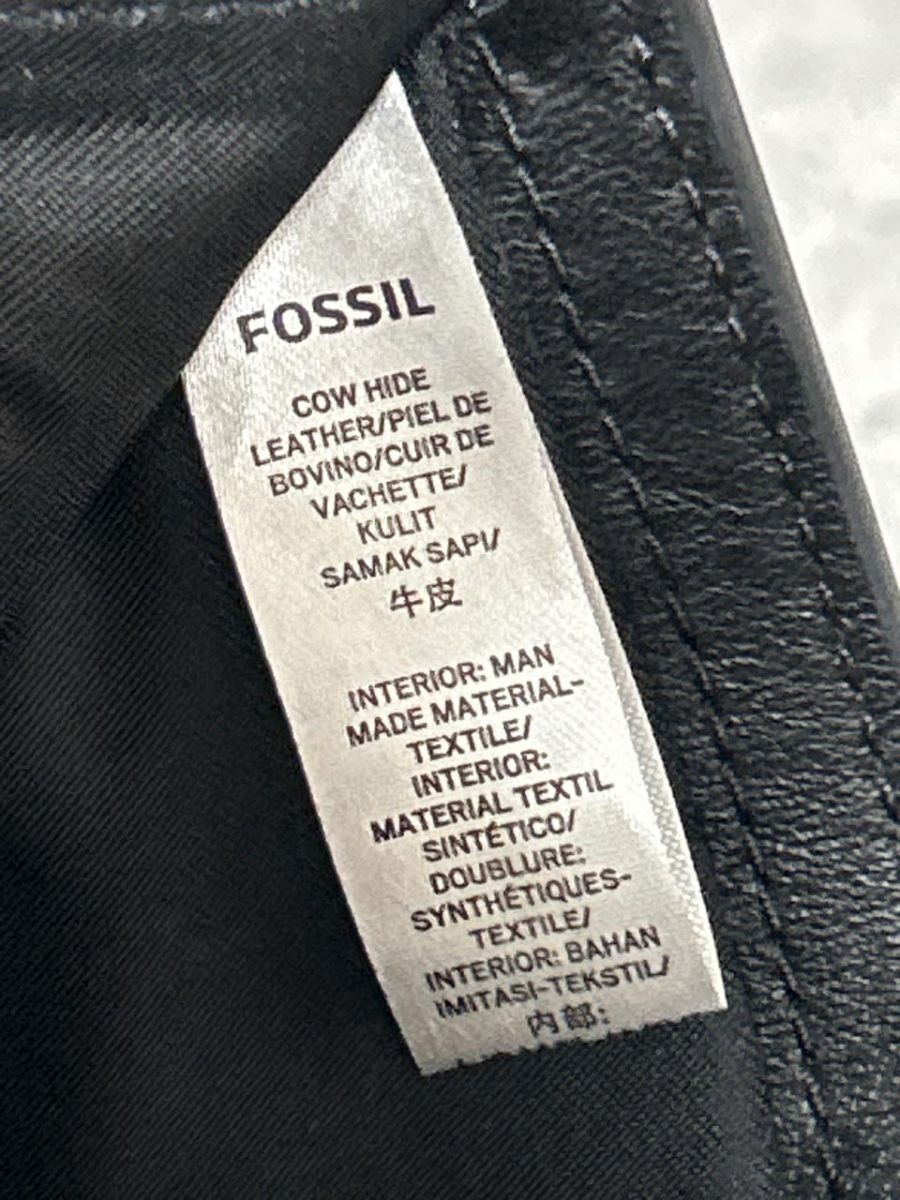 FOSSIL
COW HIDE
LEATHER/PIEL DE
BOVINO/CUIR DE
VACHETTE/
KULIT
SAMAK SAPI/
牛皮
INTERIOR: MAN
MADE MATERIAL-
TEXTILE/
INTERIOR:
MATERIAL TEXTIL
SINTÉTICO/
DOUBLURE:
SYNTHÉTIQUES-
TEXTILE/
INTERIOR: BAHAN
IMITASI-TEKSTIL/
内部: